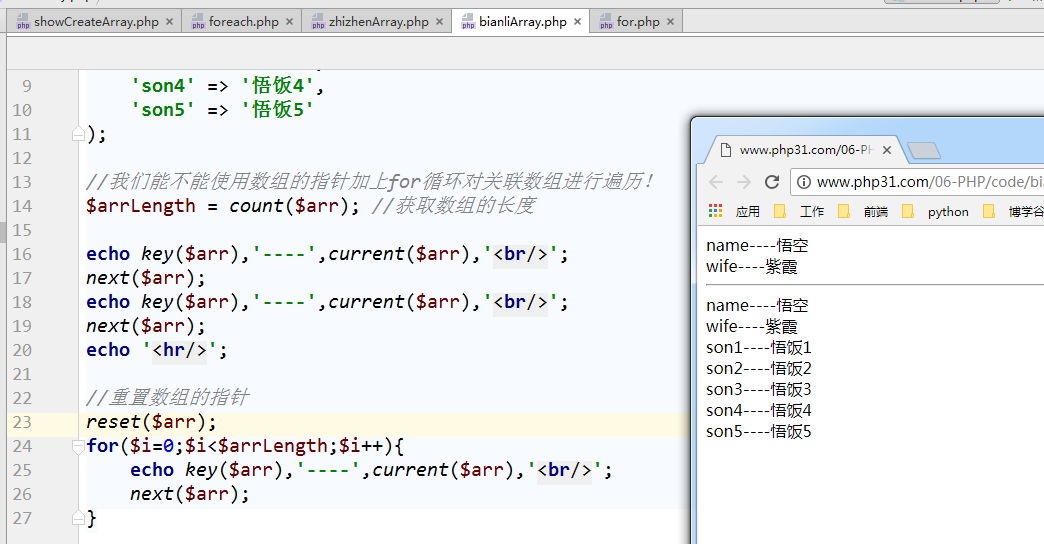 showCreateArray.php
foreach.php
zhizhenArray.php
bianliArray.php
for.php
9 'son4' => '悟饭4',
10 'son5' => '悟饭5'
11 );
12
13 //我们能不能使用数组的指针加上for循环对关联数组进行遍历!
14 $arrLength = count($arr); //获取数组的长度
15
16 echo key($arr),'----',current($arr),'<br/>';
17 next($arr);
18 echo key($arr),'----',current($arr),'<br/>';
19 next($arr);
20 echo '<hr/>';
21
22 //重置数组的指针
23 reset($arr);
24 for($i=0;$i<$arrLength;$i++){
25 echo key($arr),'----',current($arr),'<br/>';
26 next($arr);
27 }
www.php31.com/06-PH
www.php31.com/06-PHP/code/bia
应用 工作 前端 python 博学谷
name----悟空
wife----紫霞
name----悟空
wife----紫霞
son1----悟饭1
son2----悟饭2
son3----悟饭3
son4----悟饭4
son5----悟饭5